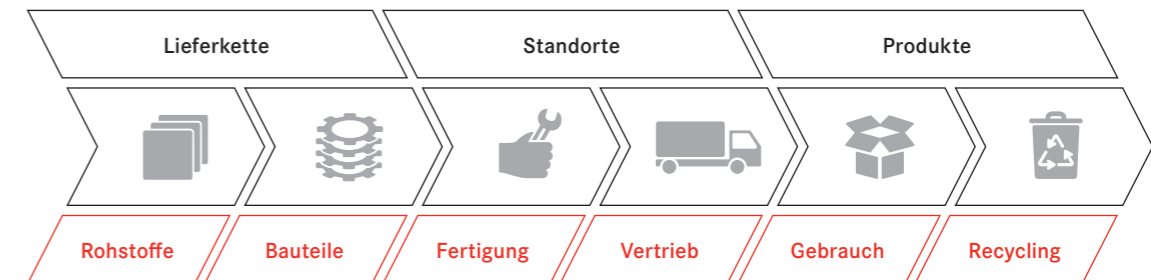 Lieferkette Standorte Produkte
Rohstoffe Bauteile Fertigung Vertrieb Gebrauch Recycling